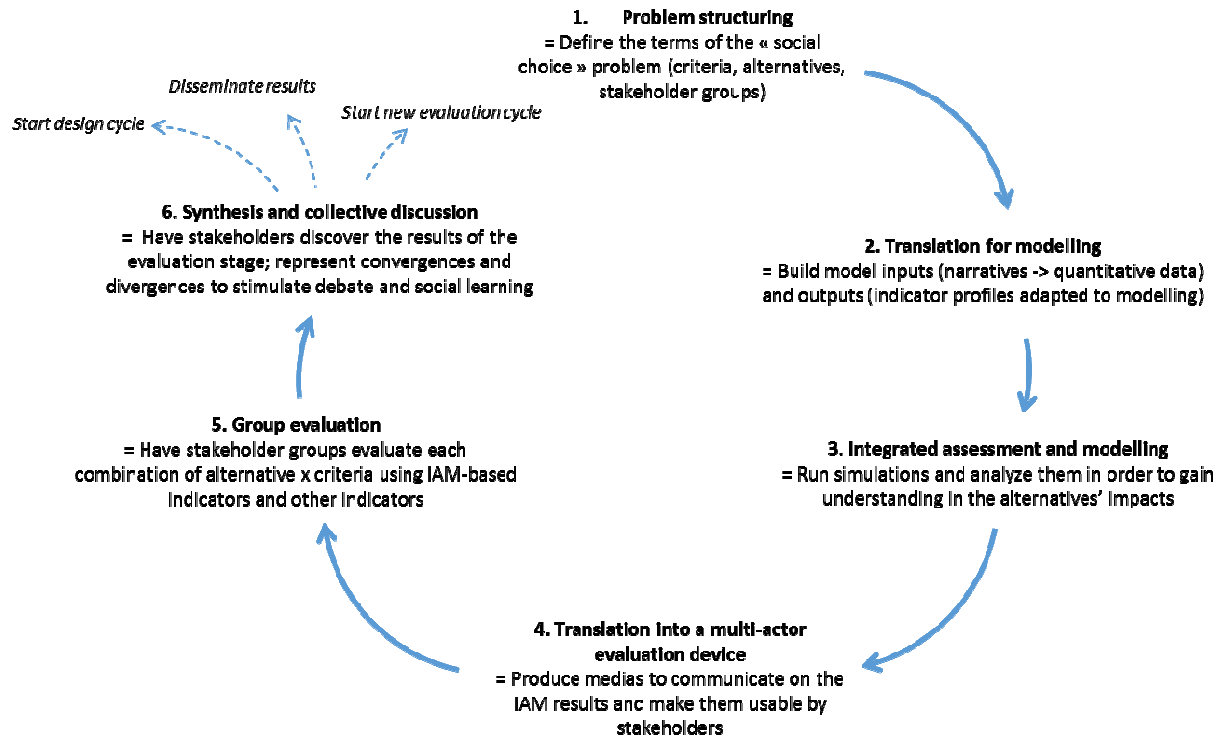 1. Problem structuring
= Define the terms of the « social
choice » problem (criteria, alternatives,
stakeholder groups)
Disseminate results
Start new evaluation cycle
Start design cycle
6. Synthesis and collective discussion
= Have stakeholders discover the results of the
evaluation stage; represent convergences and
divergences to stimulate debate and social learning
2. Translation for modelling
= Build model inputs (narratives -> quantitative data)
and outputs (indicator profiles adapted to modelling)
5. Group evaluation
= Have stakeholder groups evaluate each
combination of alternative x criteria using IAM-based
indicators and other indicators
3. Integrated assessment and modelling
= Run simulations and analyze them in order to gain
understanding in the alternatives' impacts
4. Translation into a multi-actor
evaluation device
= Produce medias to communicate on the
IAM results and make them usable by
stakeholders